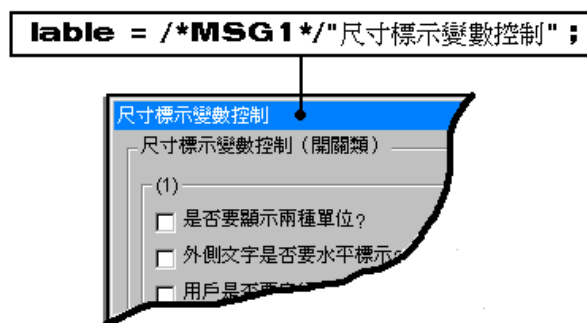 lable = /*MSG1*/"尺寸標示變數控制" ;
尺寸標示變數控制
尺寸標示變數控制（開關類）
(1)
是否要顯示兩種單位?
外側文字是否要水平標示?
用戶是否要